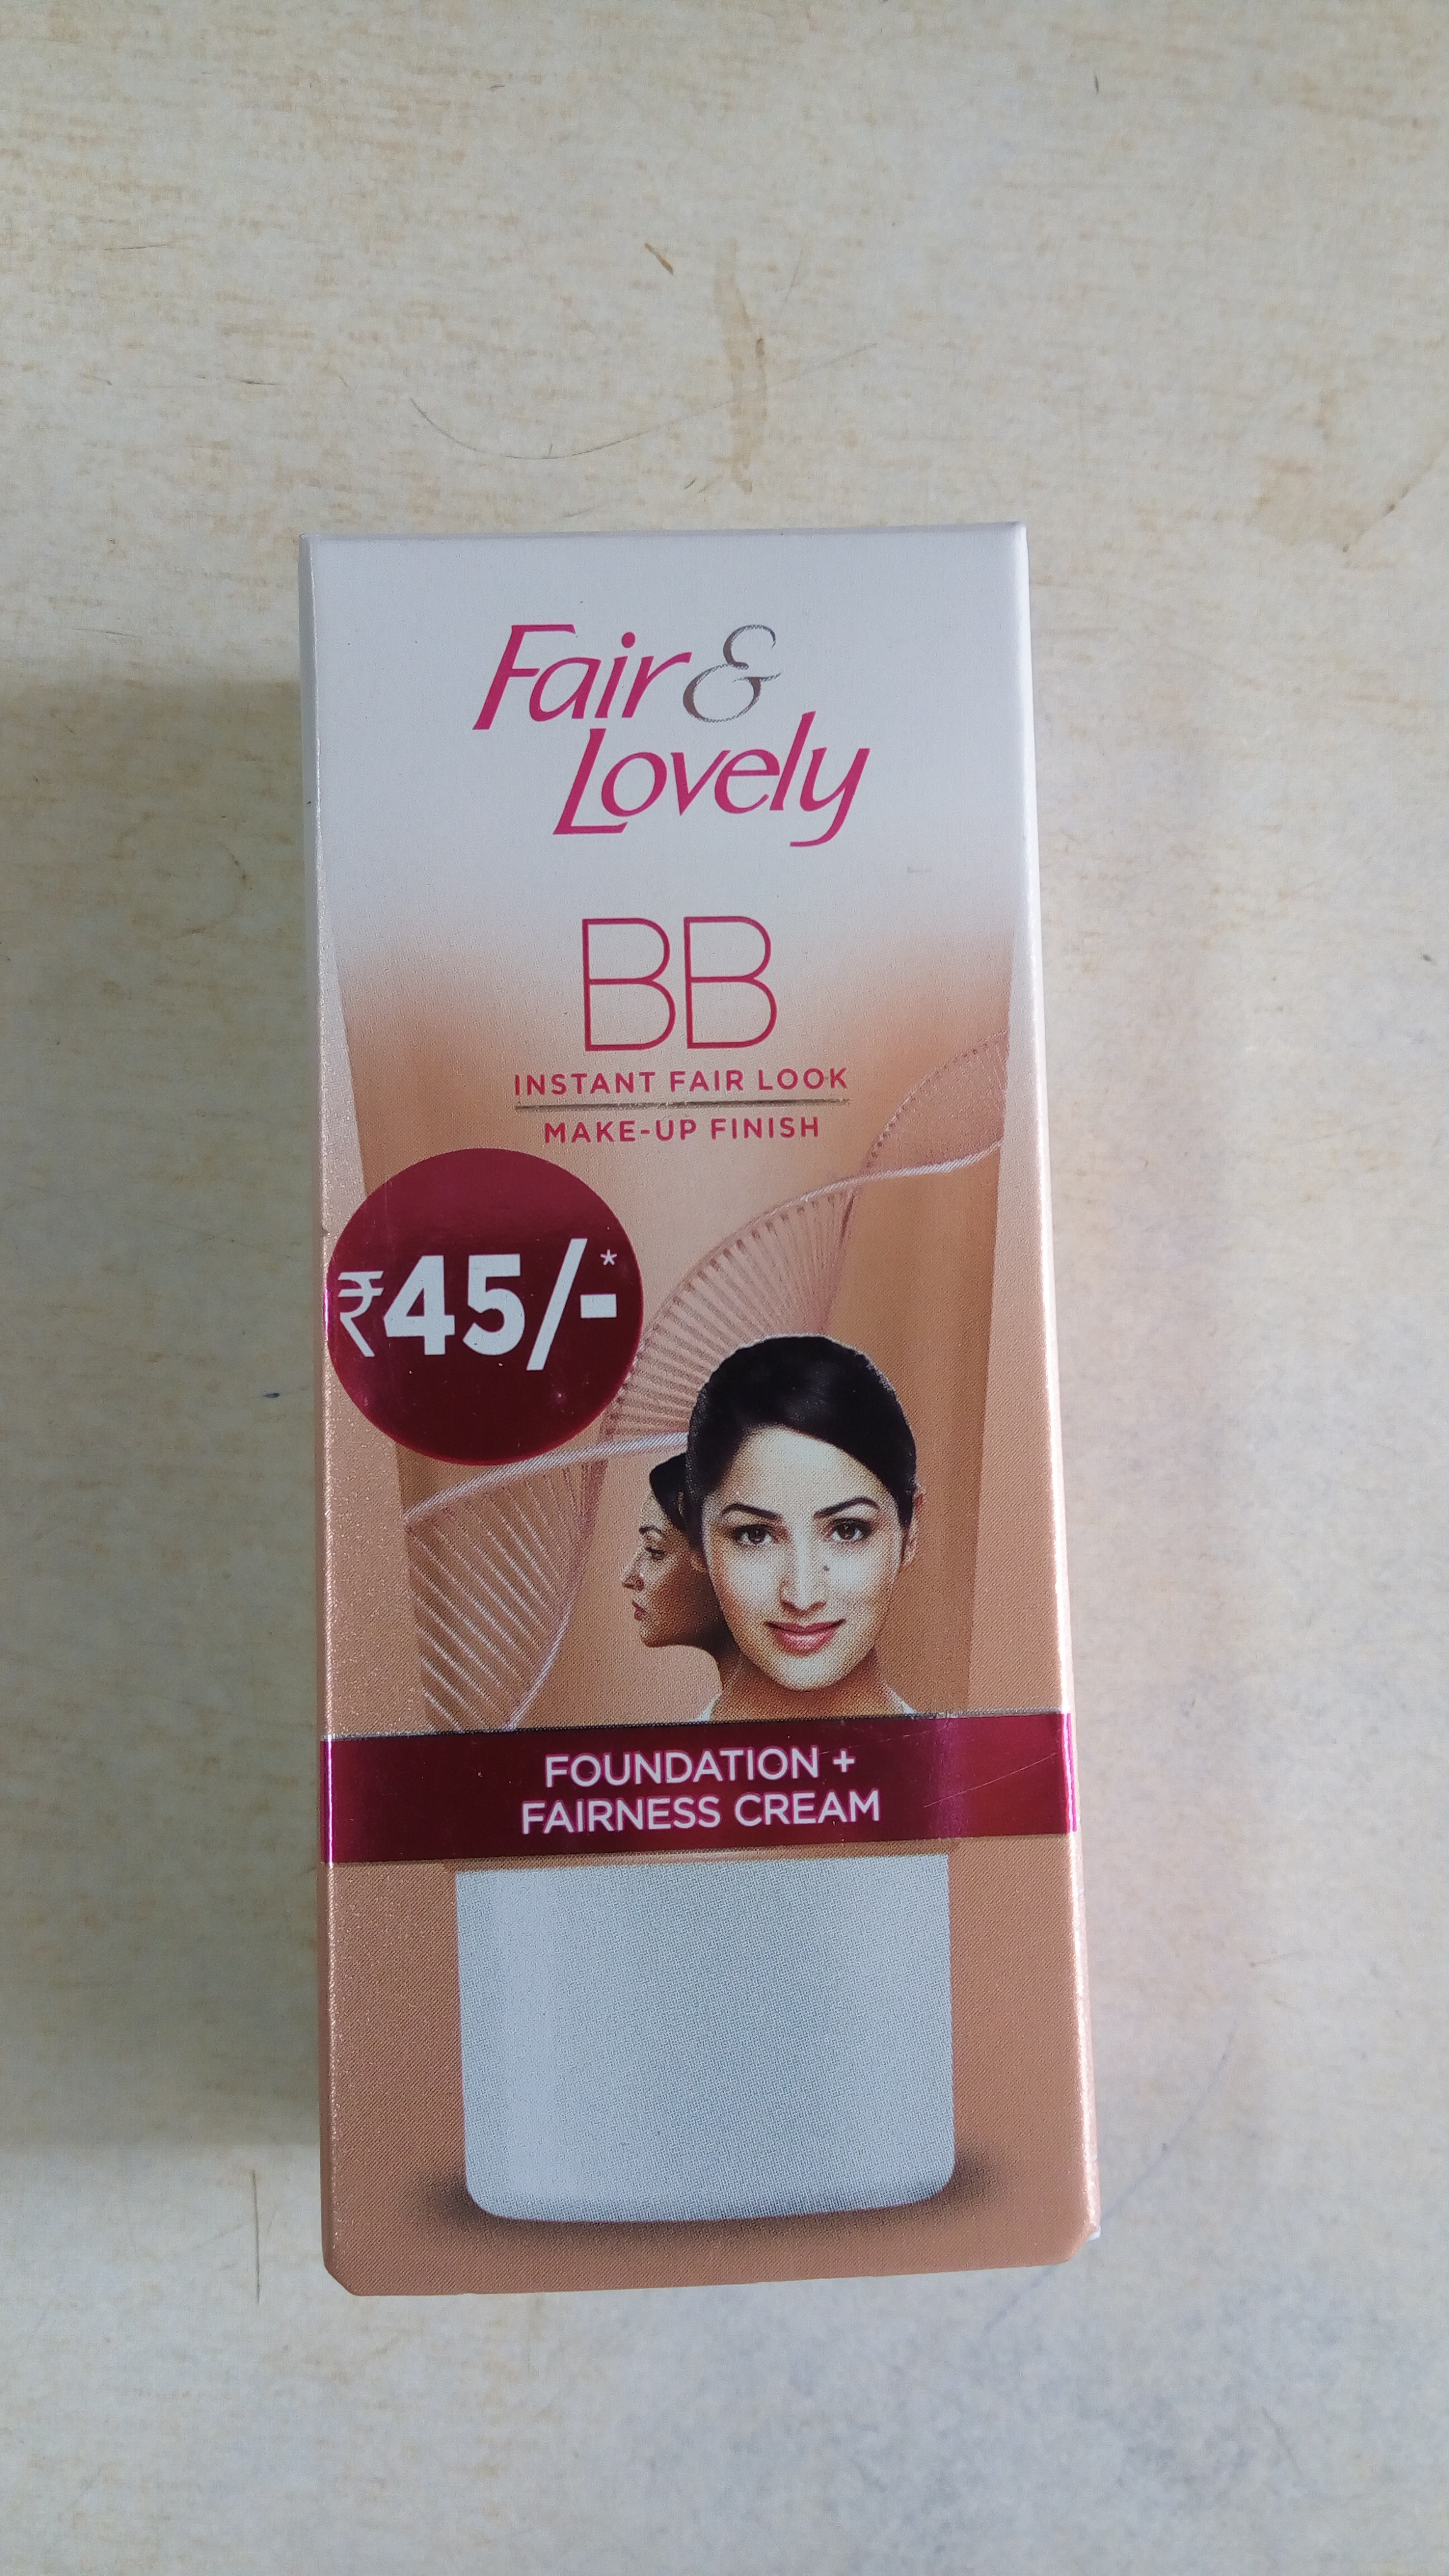 Fair &
Lovely
BB
INSTANT FAIR LOOK
MAKE-UP FINISH
₹45/-*
FOUNDATION +
FAIRNESS CREAM